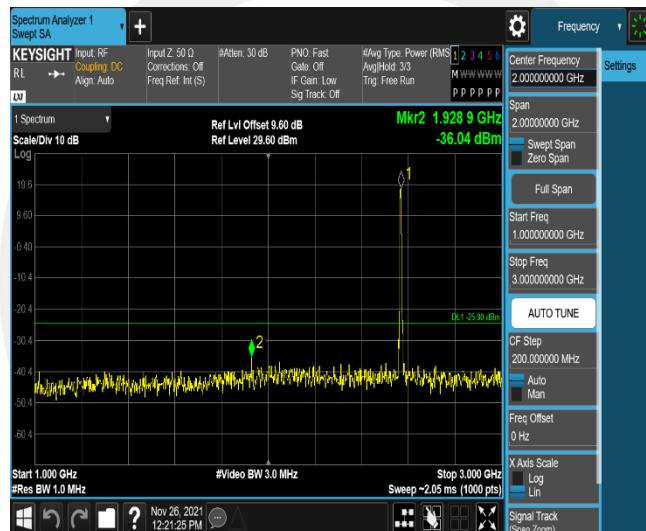 Spectrum Analyzer 1
Swept SA
Frequency
KEYSIGHT
RL
LXI
Input: RF
Coupling: DC
Align: Auto
Input Z: 50 Ω
Corrections: Off
Freq Ref: Int (S)
#Atten: 30 dB
PNO: Fast
Gate: Off
IF Gain: Low
Sig Track: Off
#Avg Type: Power (RMS
Avg|Hold: 3/3
Trig: Free Run
1 2 3 4 5 6
M W W W W W
P P P P P P
Center Frequency
2.000000000 GHz
Settings
Span
2.00000000 GHz
Swept Span
Zero Span
Full Span
Start Freq
1.000000000 GHz
Stop Freq
3.000000000 GHz
AUTO TUNE
CF Step
200.000000 MHz
Auto
Man
Freq Offset
0 Hz
X Axis Scale
Log
Lin
Signal Track
(Span Zoom)
1 Spectrum
Scale/Div 10 dB
Log
Ref Lvl Offset 9.60 dB
Ref Level 29.60 dBm
Mkr2 1.928 9 GHz
-36.04 dBm
1
19.6
9.60
-0.40
-10.4
-20.4
DL1 -25.00 dBm
-30.4
2
-40.4
-50.4
-60.4
Start 1.000 GHz
#Res BW 1.0 MHz
#Video BW 3.0 MHz
Stop 3.000 GHz
Sweep ~2.05 ms (1000 pts)
?
Nov 26, 2021
12:21:25 PM